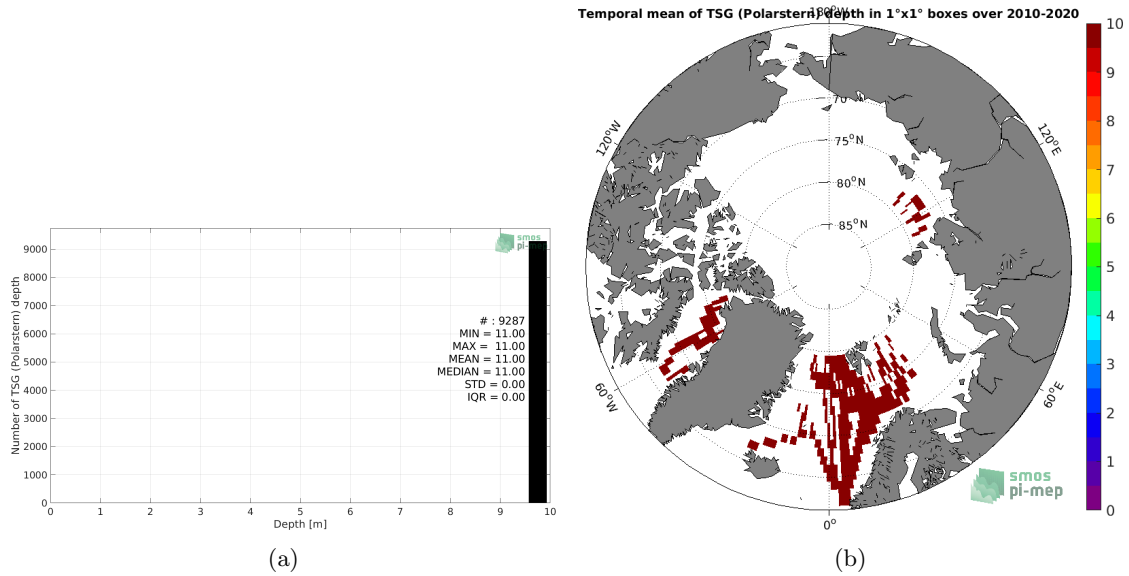 Number of TSG (Polarstern) depth
9000
8000
7000
6000
5000
4000
3000
2000
1000
0
0 1 2 3 4 5 6 7 8 9 10
Depth [m]
smos
pi-mep
# : 9287
MIN = 11.00
MAX = 11.00
MEAN = 11.00
MEDIAN = 11.00
STD = 0.00
IQR = 0.00
(a)
Temporal mean of TSG (Polarstern) depth in 1°x1° boxes over 2010-2020
180°W
120°W
120°E
60°W
60°E
0°
70°N
75°N
80°N
85°N
10
9
8
7
6
5
4
3
2
1
0
smos
pi-mep
(b)